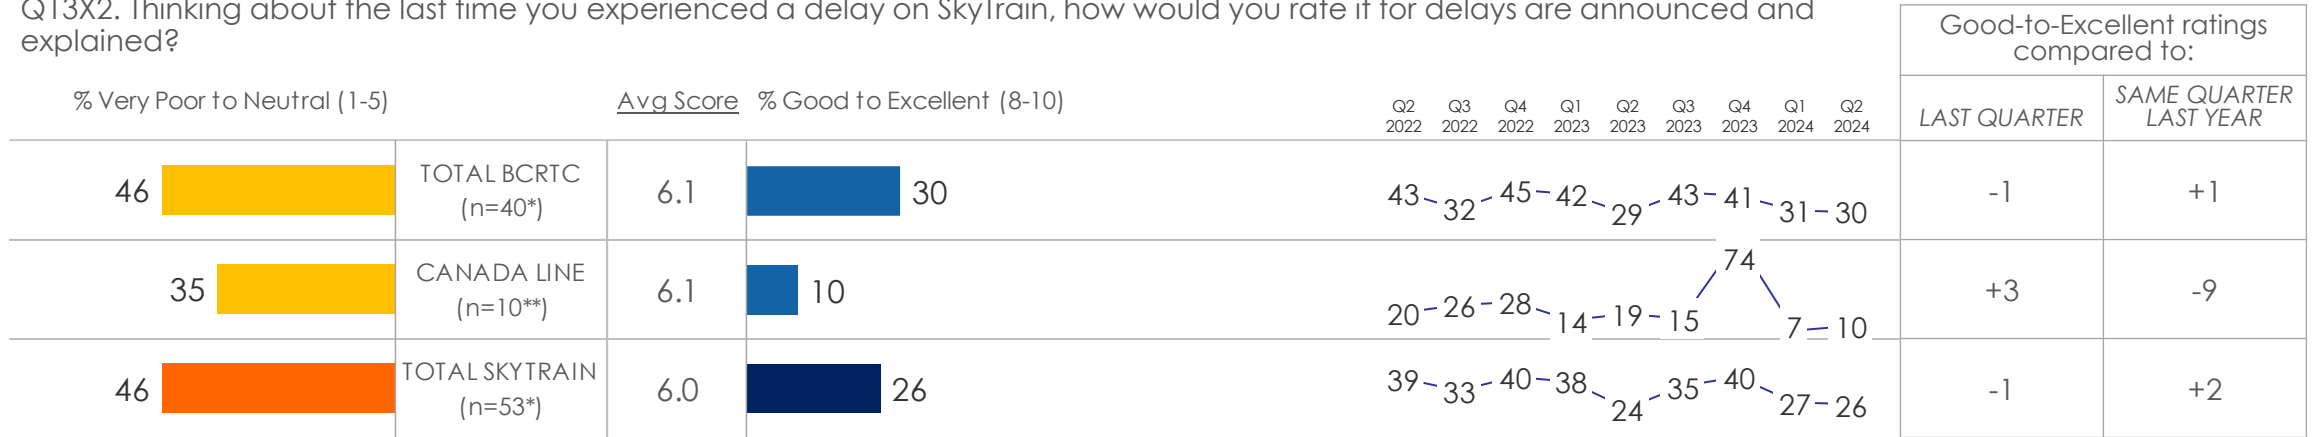 Q13X2. Thinking about the last time you experienced a delay on SkyTrain, how would you rate it for delays are announced and
explained?
Good-to-Excellent ratings
compared to:
% Very Poor to Neutral (1-5)
Avg Score
% Good to Excellent (8-10)
Q2 2022
Q3 2022
Q4 2022
Q1 2023
Q2 2023
Q3 2023
Q4 2023
Q1 2024
Q2 2024
LAST QUARTER
SAME QUARTER
LAST YEAR
46
TOTAL BCRTC
(n=40*)
6.1
30
43 32 45 42 29 43 41 31 30
-1
+1
35
CANADA LINE
(n=10**)
6.1
10
20 26 28 14 19 15 74 7 10
+3
-9
46
TOTAL SKYTRAIN
(n=53*)
6.0
26
39 33 40 38 24 35 40 27 26
-1
+2